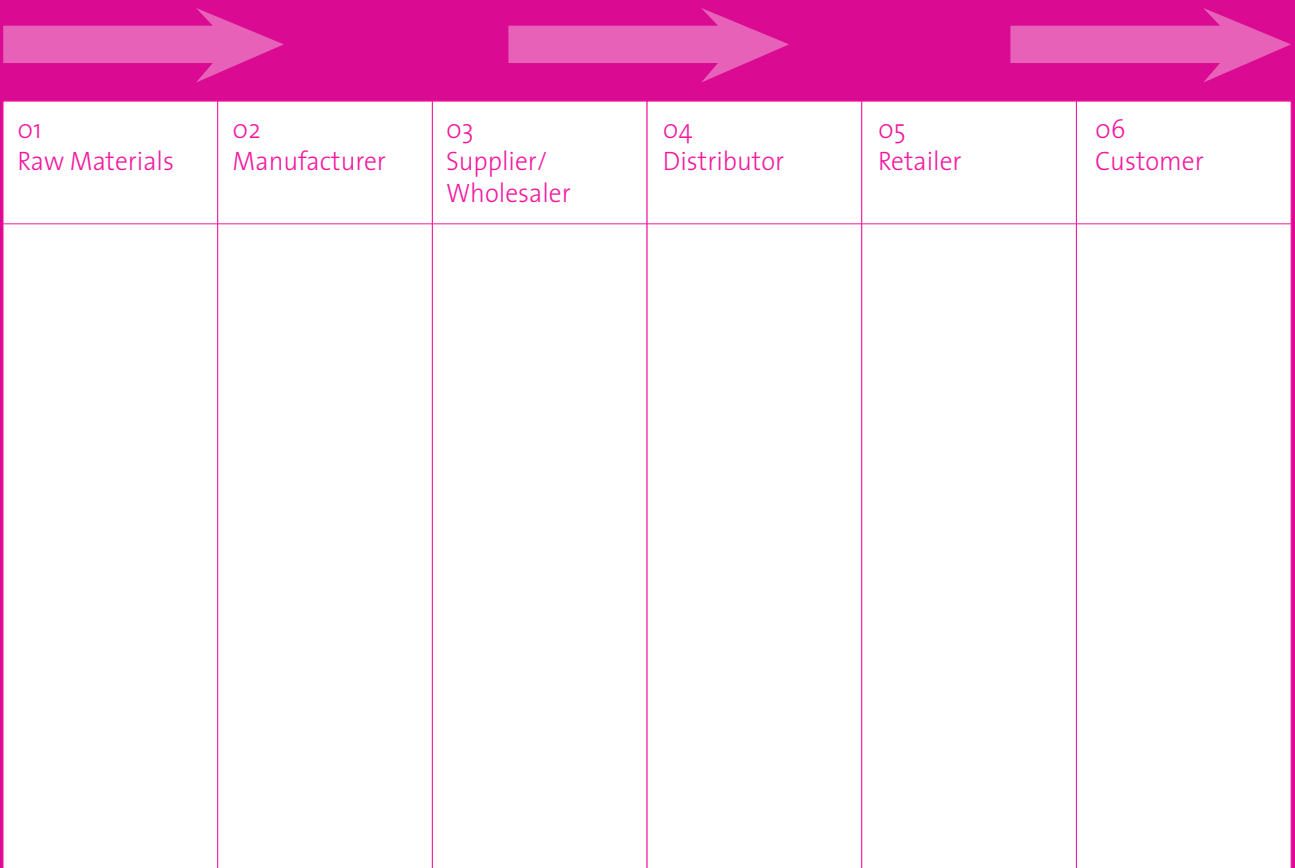 01
Raw Materials
02
Manufacturer
03
Supplier/
Wholesaler
04
Distributor
05
Retailer
06
Customer